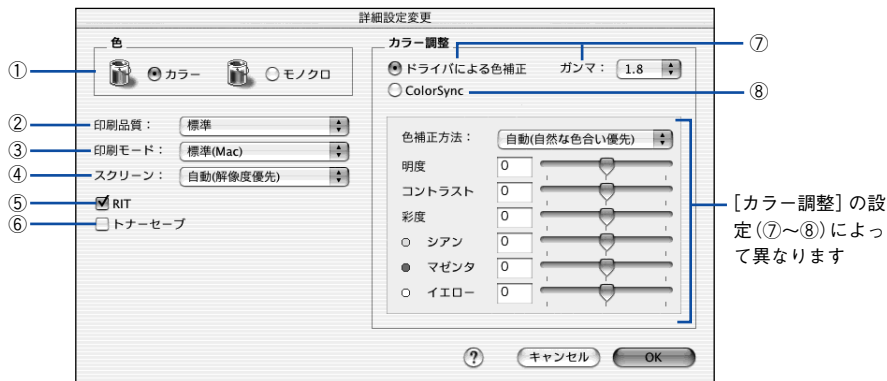 詳細設定変更
色
① カラー モノクロ
② 印刷品質： 標準
③ 印刷モード： 標準(Mac)
④ スクリーン： 自動(解像度優先)
⑤ RIT
⑥ トナーセーブ
カラー調整
ドライバによる色補正 ガンマ： 1.8 ⑦
ColorSync ⑧
色補正方法： 自動(自然な色合い優先)
明度 0
コントラスト 0
彩度 0
シアン 0
マゼンタ 0
イエロー 0
［カラー調整］の設
定（⑦～⑧）によっ
て異なります
? キャンセル OK